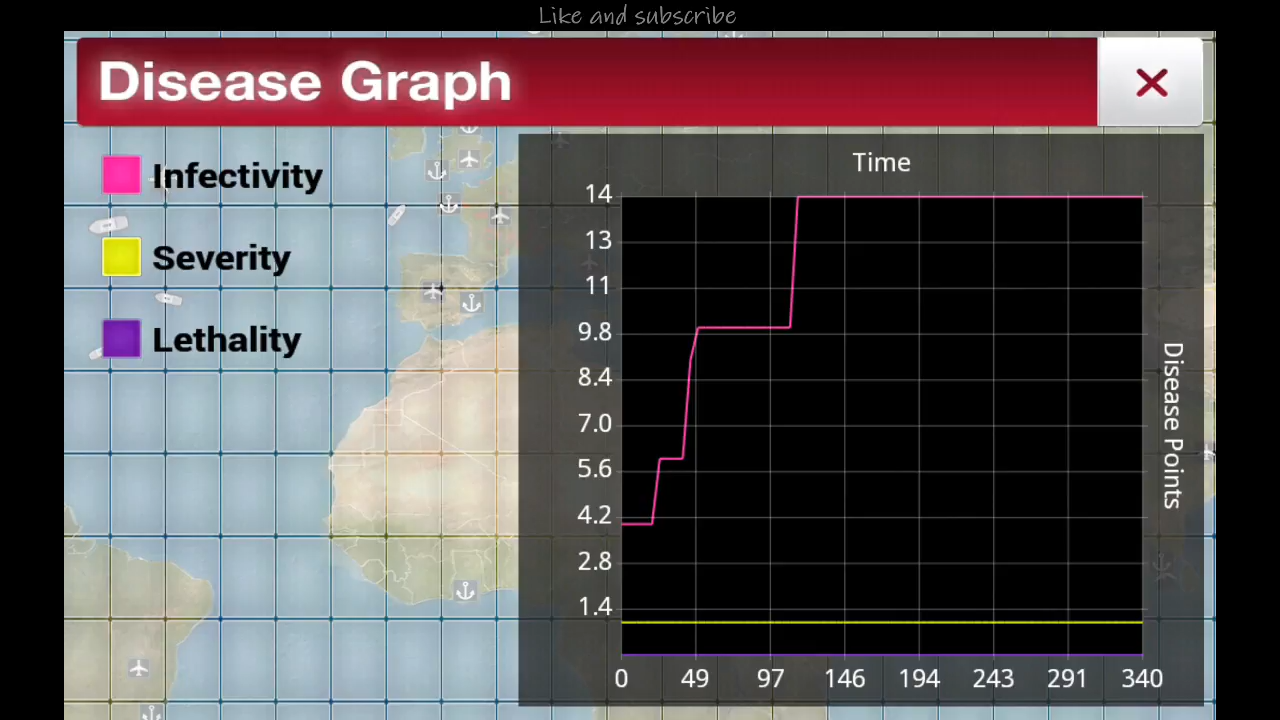 Like and subscribe
Disease Graph
×
Infectivity
Severity
Lethality
Time
14
13
11
9.8
8.4
7.0
5.6
4.2
2.8
1.4
0 49 97 146 194 243 291 340
Disease Points